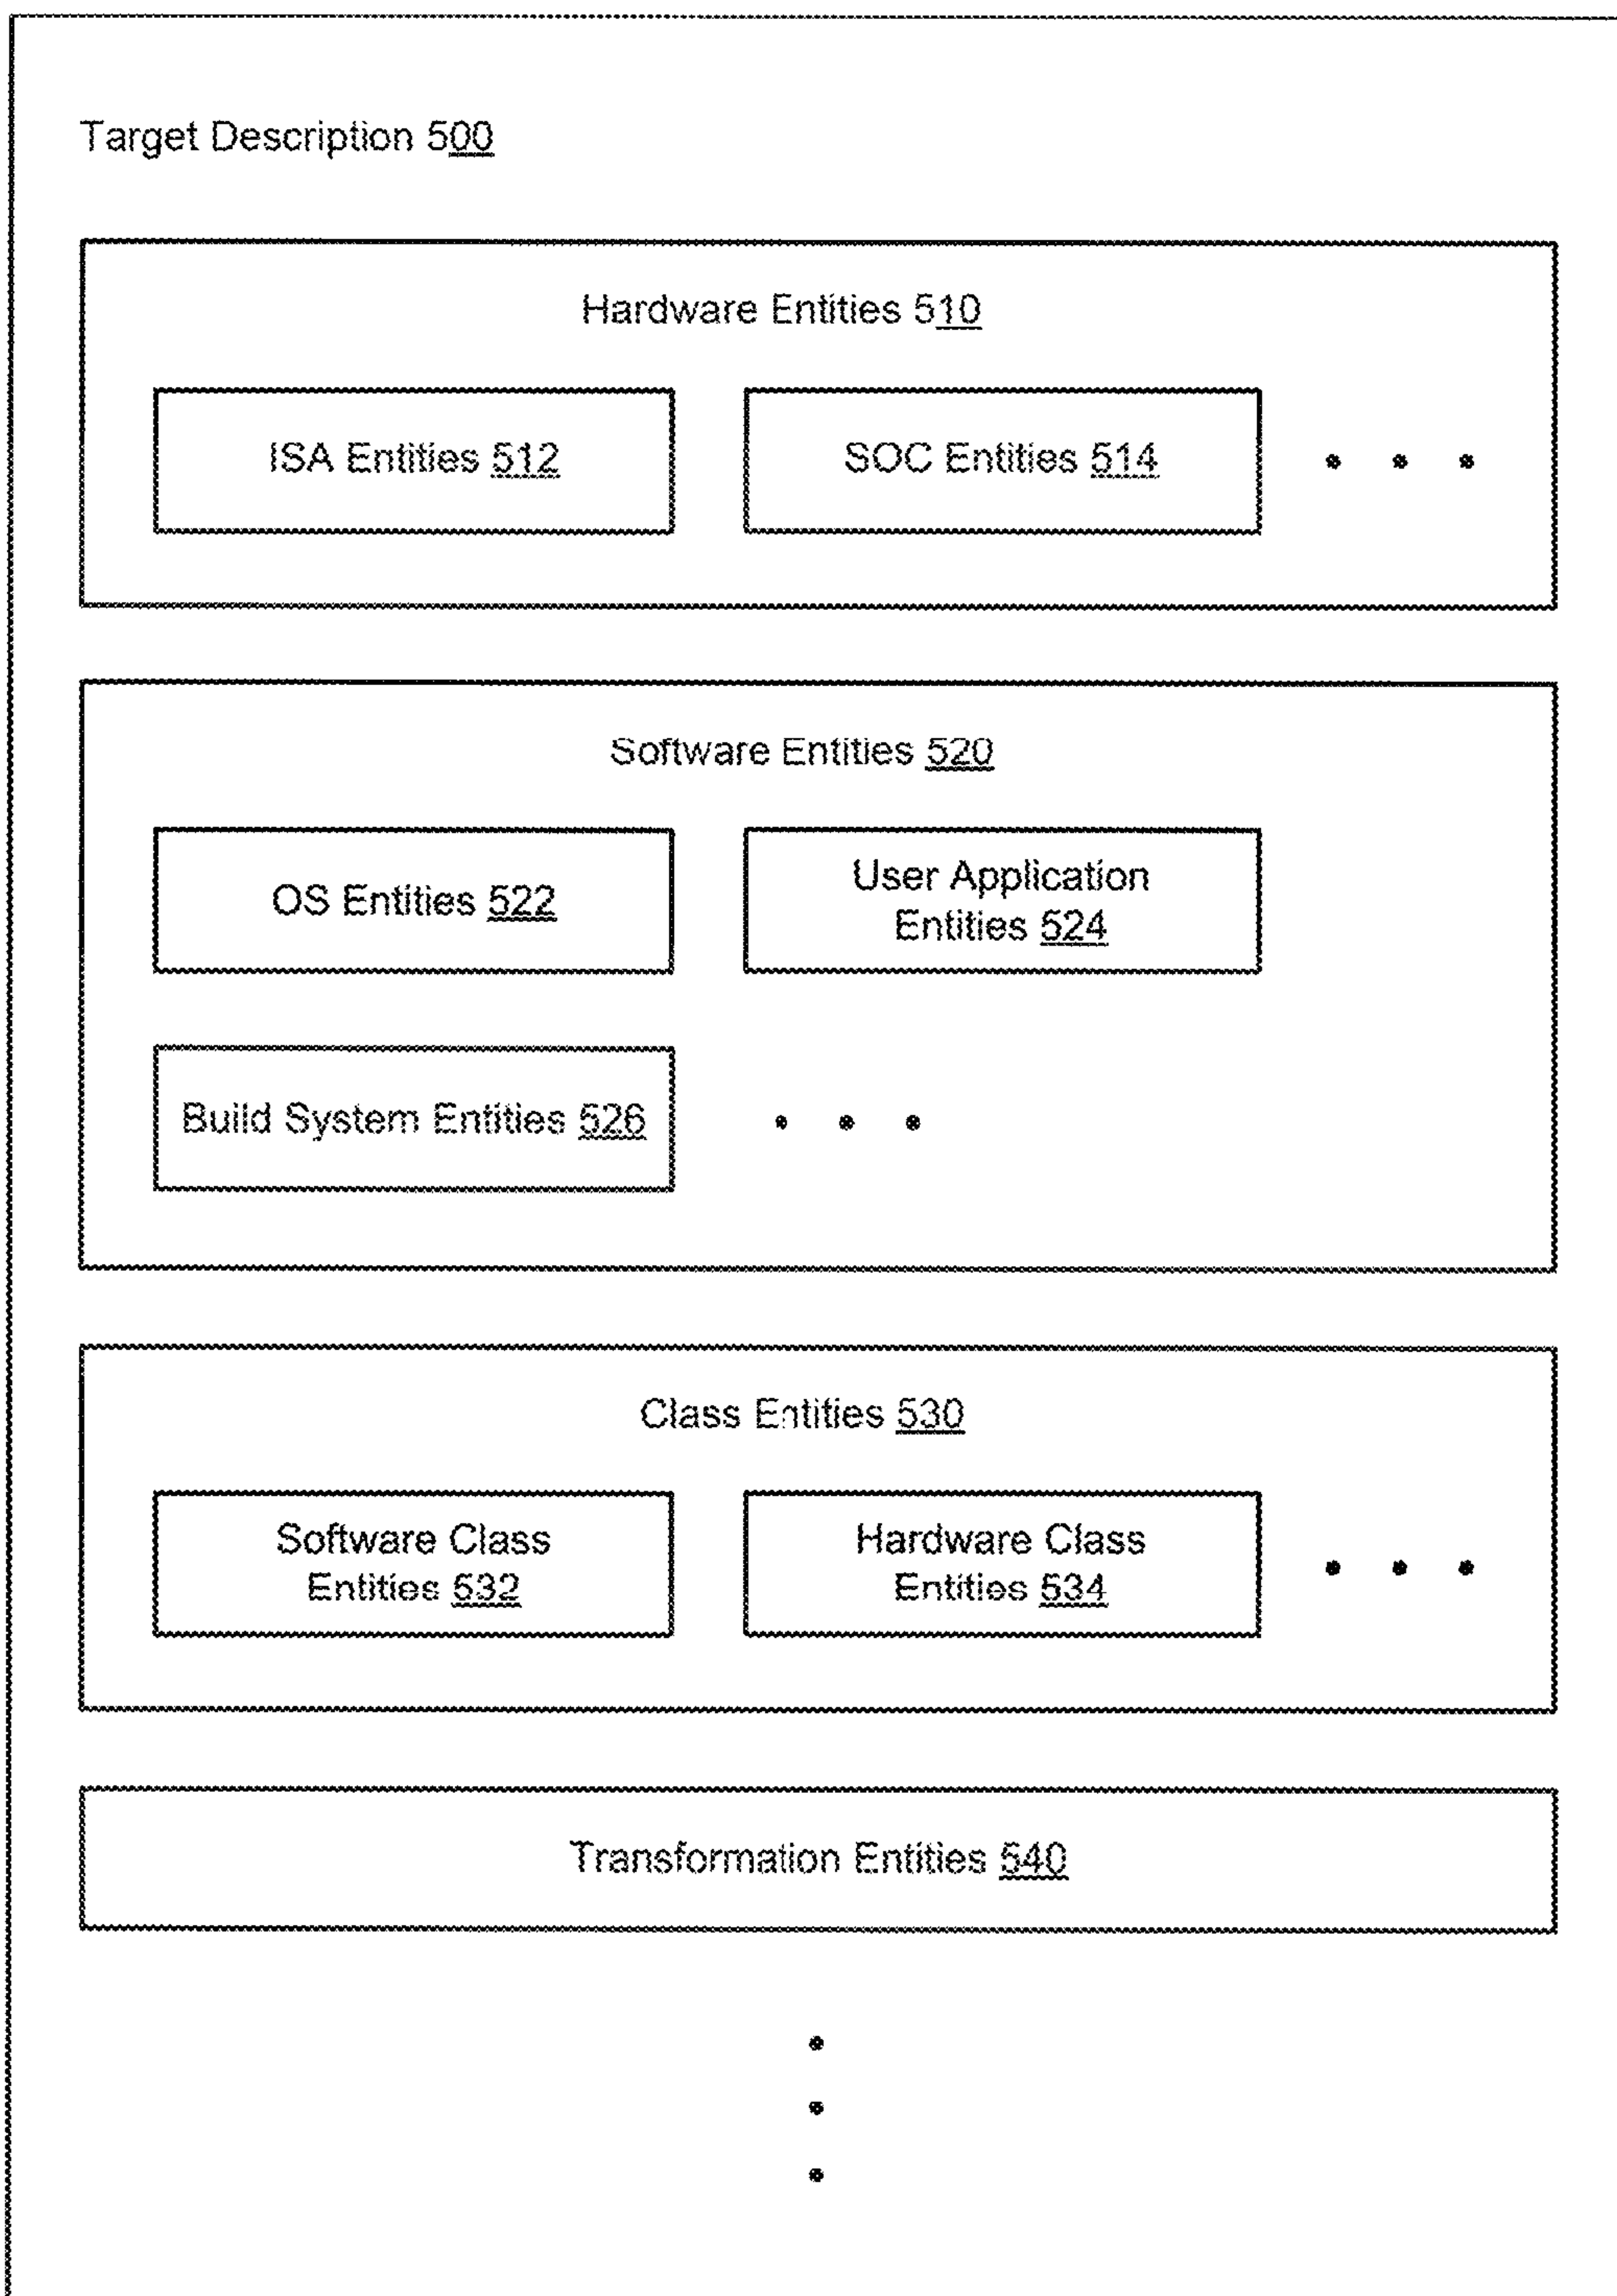 Target Description 500
Hardware Entities 510
ISA Entities 512
SOC Entities 514
Software Entities 520
OS Entities 522
User Application
Entities 524
Build System Entities 526
Class Entities 530
Software Class
Entities 532
Hardware Class
Entities 534
Transformation Entities 540